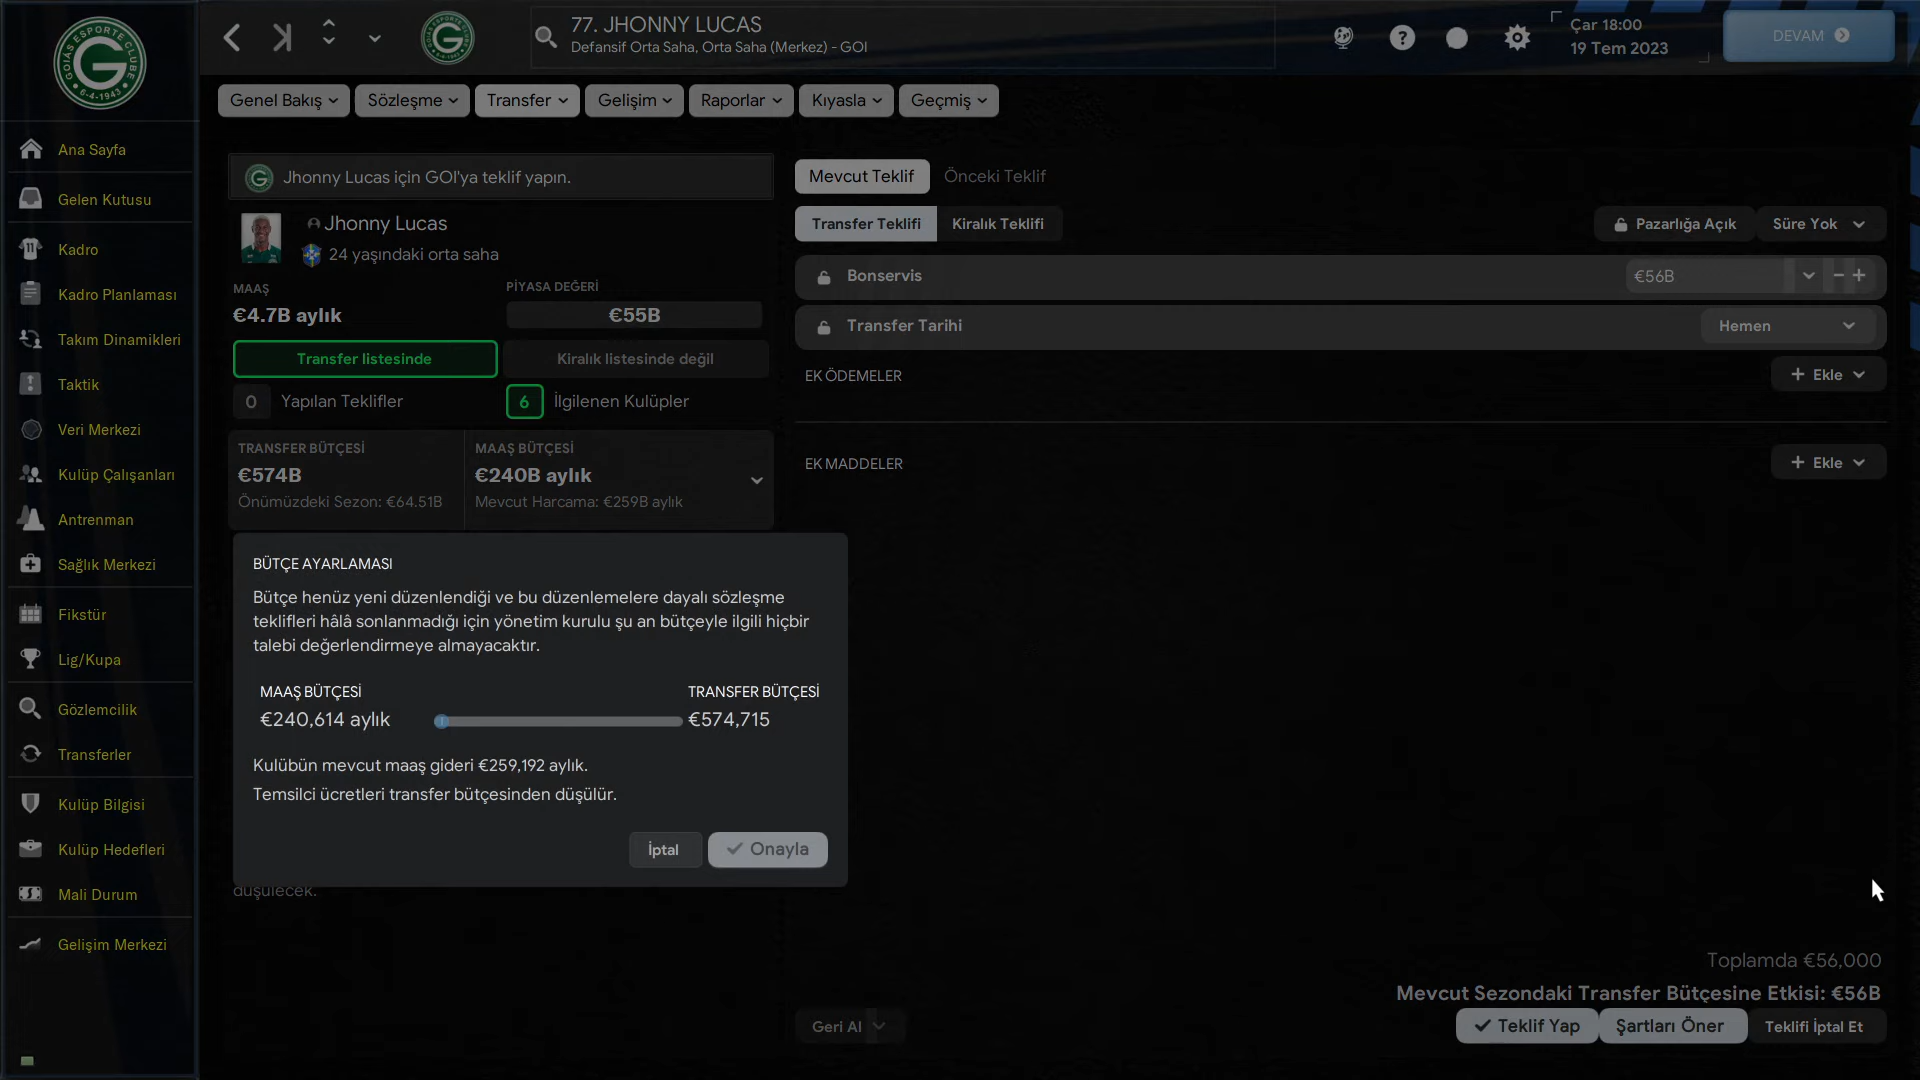 77. JHONNY LUCAS
Defansif Orta Saha, Orta Saha (Merkez) - GOI
Çar 18:00
19 Tem 2023
DEVAM
GOIÁS ESPORTE CLUBE
6-4-1943
Genel Bakış
Sözleşme
Transfer
Gelişim
Raporlar
Kıyasla
Geçmiş
Ana Sayfa
Gelen Kutusu
Kadro
Kadro Planlaması
Takım Dinamikleri
Taktik
Veri Merkezi
Kulüp Çalışanları
Antrenman
Sağlık Merkezi
Fikstür
Lig/Kupa
Gözlemcilik
Transferler
Kulüp Bilgisi
Kulüp Hedefleri
Mali Durum
Gelişim Merkezi
Jhonny Lucas için GOI'ya teklif yapın.
Jhonny Lucas
24 yaşındaki orta saha
MAAŞ
€4.7B aylık
PİYASA DEĞERİ
€55B
Transfer listesinde
Kiralık listesinde değil
0 Yapılan Teklifler
6 İlgilenen Kulüpler
TRANSFER BÜTÇESİ
€574B
Önümüzdeki Sezon: €64.51B
MAAŞ BÜTÇESİ
€240B aylık
Mevcut Harcama: €259B aylık
BÜTÇE AYARLAMASI
Bütçe henüz yeni düzenlendiği ve bu düzenlemelere dayalı sözleşme
teklifleri hâlâ sonlanmadığı için yönetim kurulu şu an bütçeyle ilgili hiçbir
talebi değerlendirmeye almayacaktır.
MAAŞ BÜTÇESİ
€240,614 aylık
TRANSFER BÜTÇESİ
€574,715
Kulübün mevcut maaş gideri €259,192 aylık.
Temsilci ücretleri transfer bütçesinden düşülür.
İptal
Onayla
düşülecek.
Mevcut Teklif
Önceki Teklif
Transfer Teklifi
Kiralık Teklifi
Pazarlığa Açık
Süre Yok
Bonservis
€56B
Transfer Tarihi
Hemen
EK ÖDEMELER
+ Ekle
EK MADDELER
+ Ekle
Geri Al
Toplamda €56,000
Mevcut Sezondaki Transfer Bütçesine Etkisi: €56B
Teklif Yap
Şartları Öner
Teklifi İptal Et